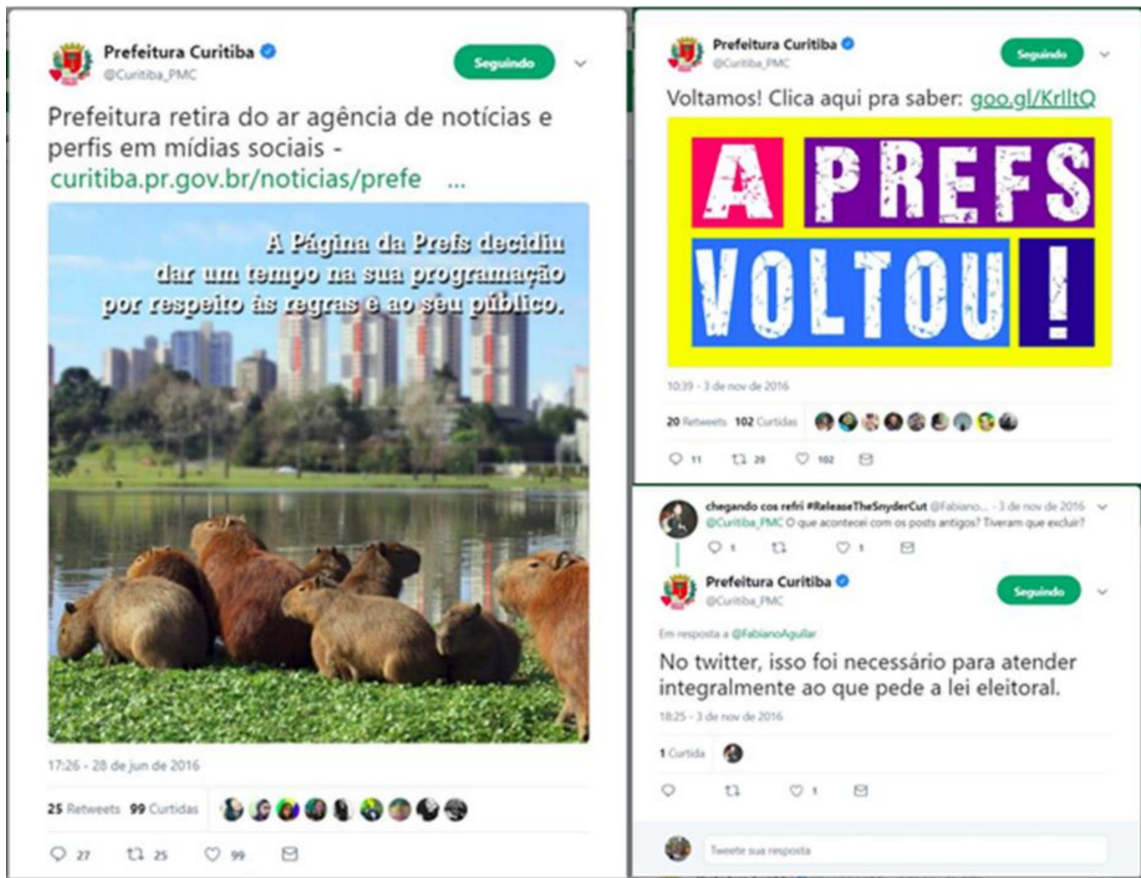 Prefeitura Curitiba
@Curitiba_PMC
Seguindo
Prefeitura retira do ar agência de notícias e
perfis em mídias sociais -
curitiba.pr.gov.br/noticias/prefe ...
A Página da Prefs decidiu
dar um tempo na sua programação
por respeito às regras e ao seu público.
17:26 - 28 de jun de 2016
25 Retweets 99 Curtidas
27 25 99
Prefeitura Curitiba
@Curitiba_PMC
Seguindo
Voltamos! Clica aqui pra saber: goo.gl/KrIltQ
A PREFS
VOLTOU!
10:39 - 3 de nov de 2016
20 Retweets 102 Curtidas
11 20 102
chegando cos refri #ReleaseTheSnyderCut @Fabiano... - 3 de nov de 2016
@Curitiba_PMC O que acontecei com os posts antigos? Tiveram que excluir?
1 1
Prefeitura Curitiba
@Curitiba_PMC
Seguindo
Em resposta a @FabianoAguilar
No twitter, isso foi necessário para atender
integralmente ao que pede a lei eleitoral.
18:25 - 3 de nov de 2016
1 Curtida
1
Tweete sua resposta